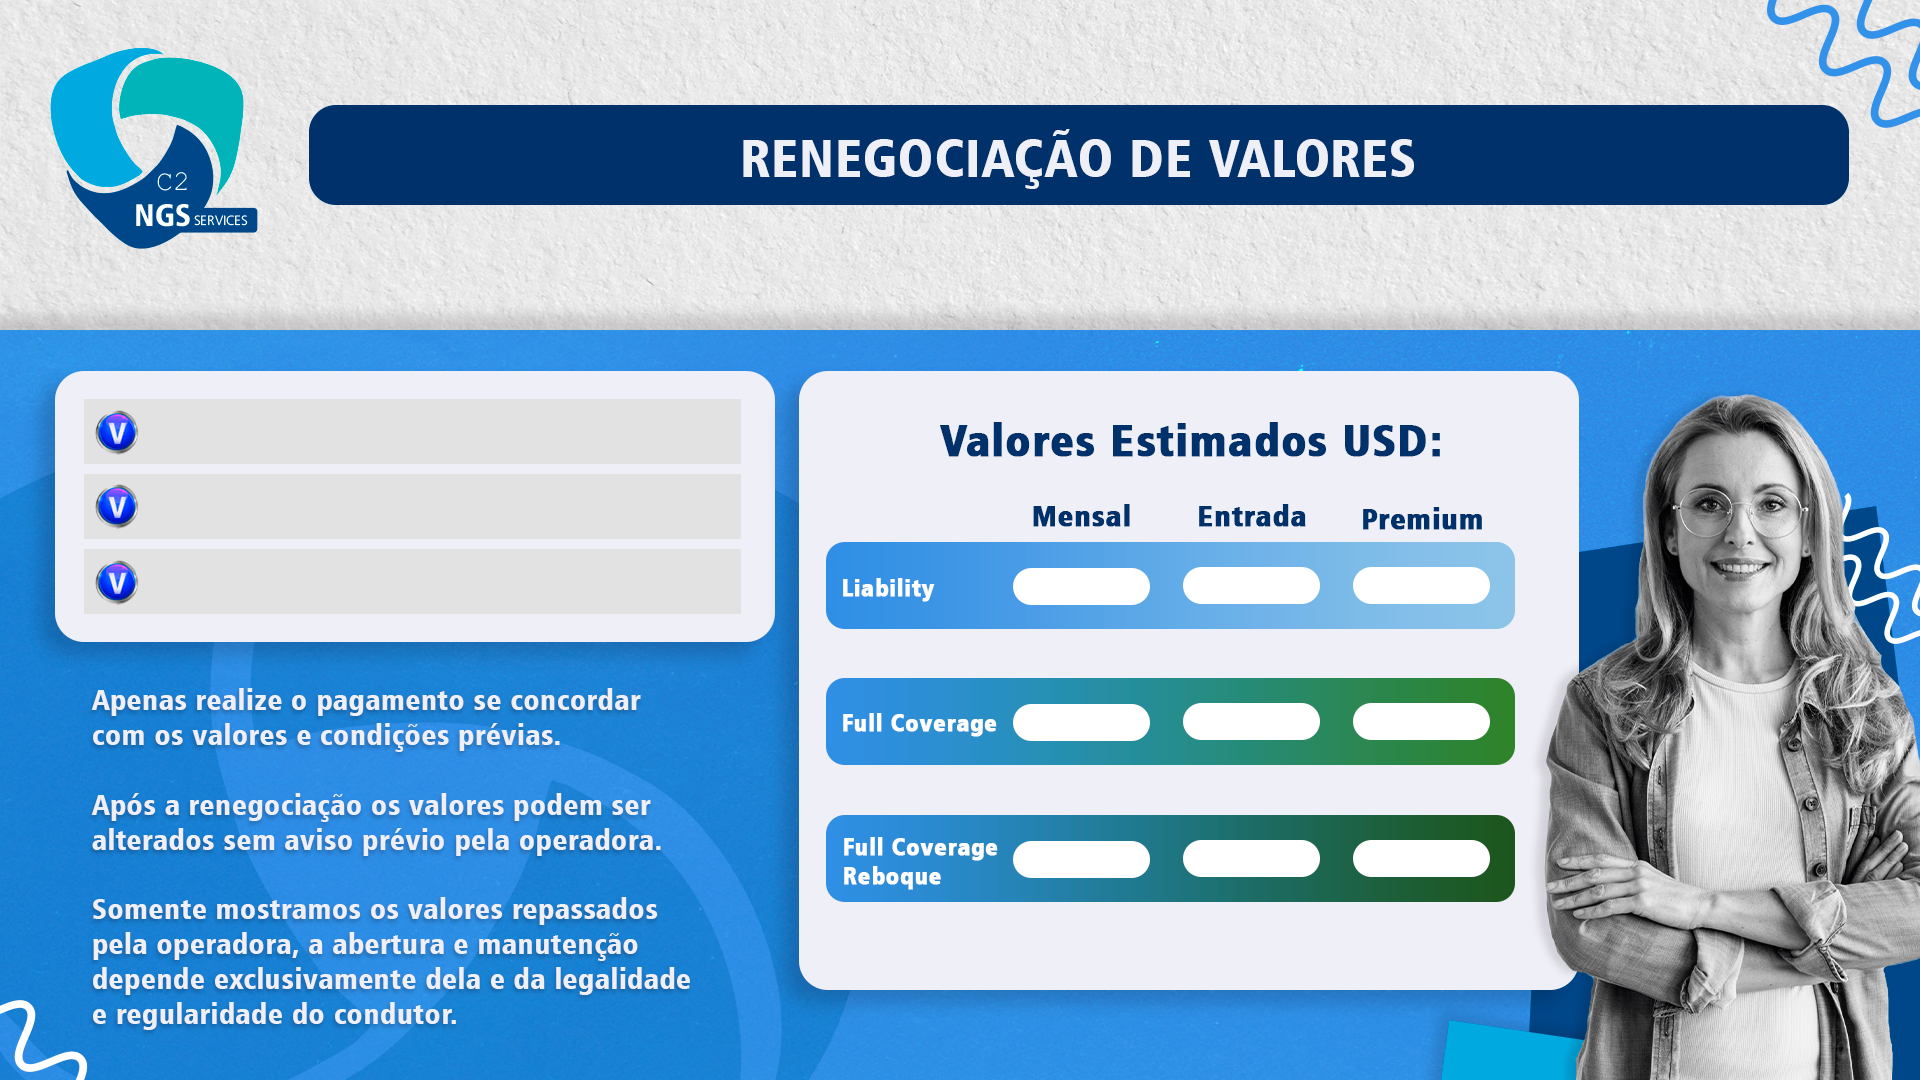 C2
NGS SERVICES
RENEGOCIAÇÃO DE VALORES
V
V
V
Apenas realize o pagamento se concordar
com os valores e condições prévias.
Após a renegociação os valores podem ser
alterados sem aviso prévio pela operadora.
Somente mostramos os valores repassados
pela operadora, a abertura e manutenção
depende exclusivamente dela e da legalidade
e regularidade do condutor.
Valores Estimados USD:
Mensal Entrada Premium
Liability
Full Coverage
Full Coverage
Reboque